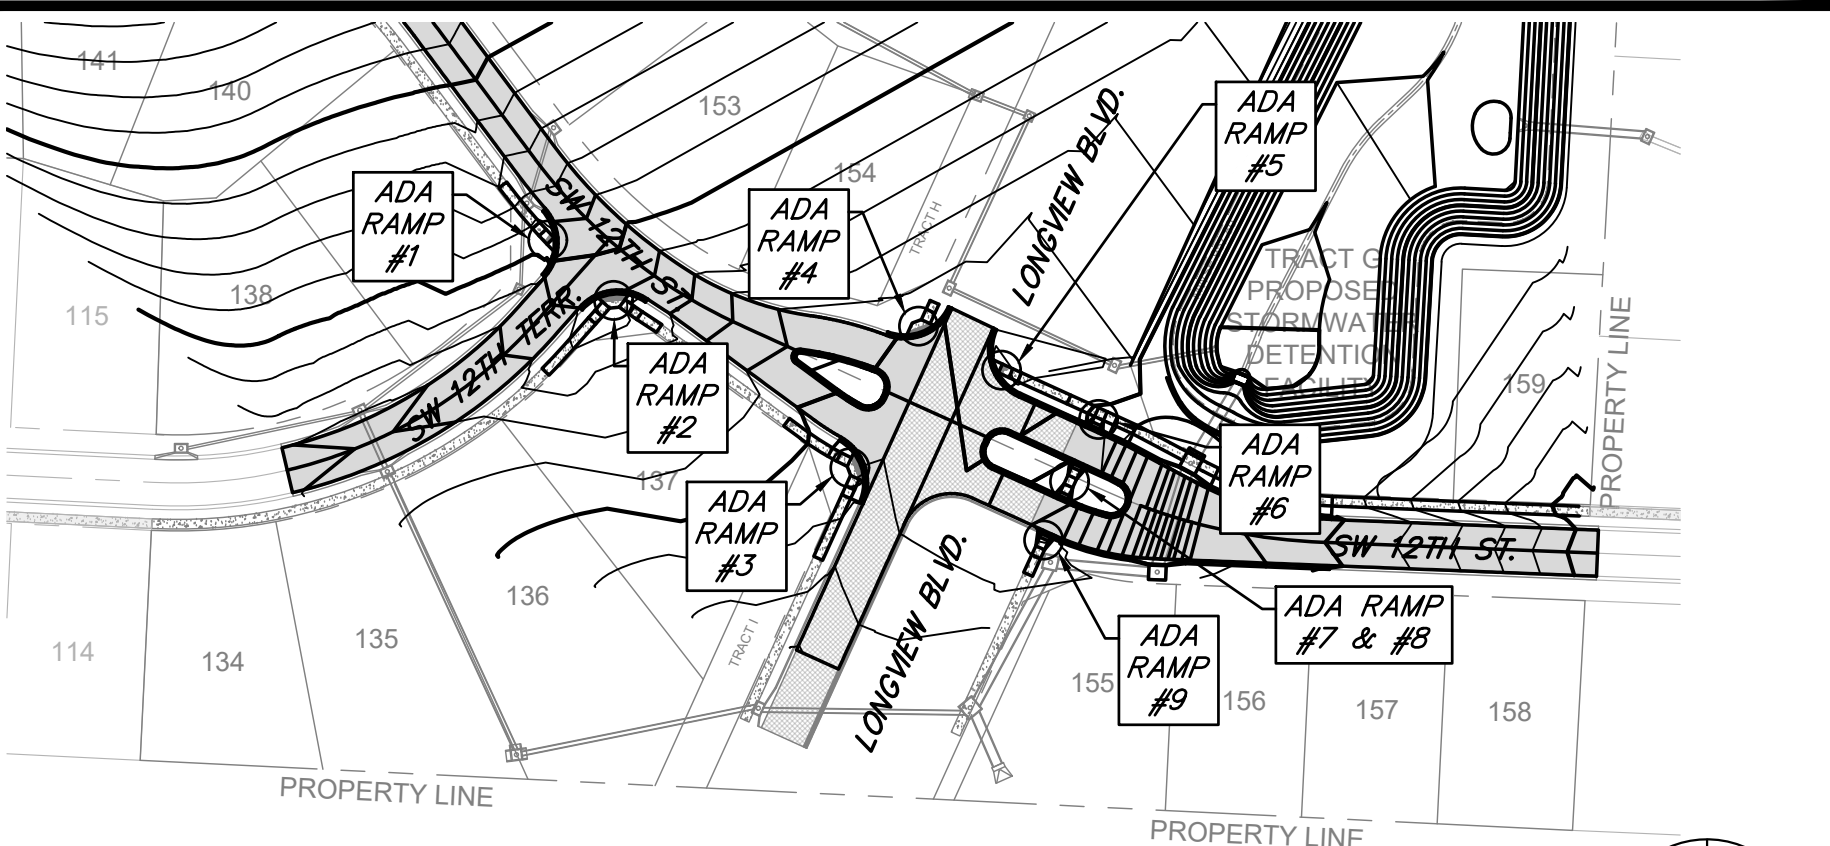 141
140
153
154
TRACT H
LONGVIEW BLVD.
ADA
RAMP
#5
ADA
RAMP
#1
SW 12TH ST.
ADA
RAMP
#4
115
138
SW 12TH TERR.
TRACT G
PROPOSED
STORMWATER
DETENTION
FACILITY
PROPERTY LINE
159
ADA
RAMP
#2
137
ADA
RAMP
#3
ADA
RAMP
#6
SW 12TH ST.
136
135
134
114
TRACT I
LONGVIEW BLVD.
ADA RAMP
#7 & #8
ADA
RAMP
#9
155
156
157
158
PROPERTY LINE
PROPERTY LINE